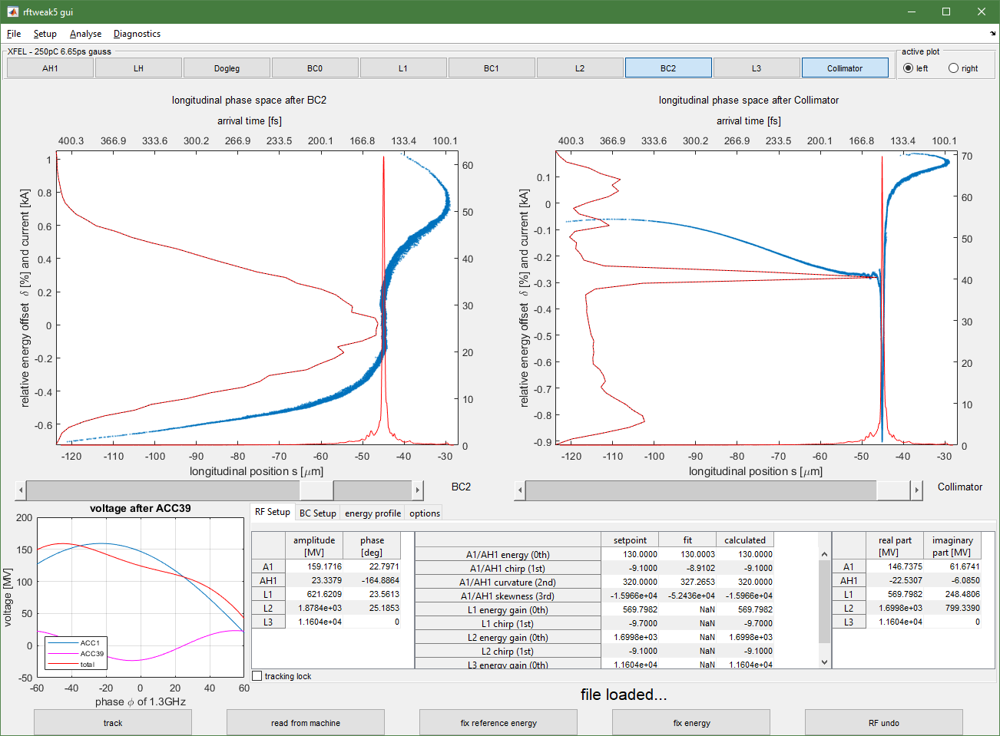 rftweak5 gui
File Setup Analyse Diagnostics
XFEL - 250pC 6.65ps gauss
active plot
AH1 LH Dogleg BC0 L1 BC1 L2 BC2 L3 Collimator
left right
longitudinal phase space after BC2
arrival time [fs]
400.3 366.9 333.6 300.2 266.9 233.5 200.1 166.8 133.4 100.1
relative energy offset δ [%] and current [kA]
1
0.8
0.6
0.4
0.2
0
-0.2
-0.4
-0.6
60
50
40
30
20
10
0
-120 -110 -100 -90 -80 -70 -60 -50 -40 -30
longitudinal position s [μm]
BC2
longitudinal phase space after Collimator
arrival time [fs]
400.3 366.9 333.6 300.2 266.9 233.5 200.1 166.8 133.4 100.1
relative energy offset δ [%] and current [kA]
0.1
0
-0.1
-0.2
-0.3
-0.4
-0.5
-0.6
-0.7
-0.8
-0.9
70
60
50
40
30
20
10
0
-120 -110 -100 -90 -80 -70 -60 -50 -40 -30
longitudinal position s [μm]
Collimator
voltage after ACC39
voltage [MV]
200
150
100
50
0
-50
ACC1
ACC39
total
-60 -40 -20 0 20 40 60
phase ϕ of 1.3GHz
RF Setup BC Setup energy profile options
amplitude [MV] phase [deg]
A1 159.1716 22.7971
AH1 23.3379 -164.8864
L1 621.6209 23.5613
L2 1.8784e+03 25.1853
L3 1.1604e+04 0
setpoint fit calculated
A1/AH1 energy (0th) 130.0000 130.0003 130.0000
A1/AH1 chirp (1st) -9.1000 -8.9102 -9.1000
A1/AH1 curvature (2nd) 320.0000 327.2653 320.0000
A1/AH1 skewness (3rd) -1.5966e+04 -5.2436e+04 -1.5966e+04
L1 energy gain (0th) 569.7982 NaN 569.7982
L1 chirp (1st) -9.7000 NaN -9.7000
L2 energy gain (0th) 1.6998e+03 NaN 1.6998e+03
L2 chirp (1st) -9.1000 NaN -9.1000
L3 energy gain (0th) 1.1604e+04 NaN 1.1604e+04
real part [MV] imaginary part [MV]
A1 146.7375 61.6741
AH1 -22.5307 -6.0850
L1 569.7982 248.4806
L2 1.6998e+03 799.3390
L3 1.1604e+04 0
tracking lock
file loaded...
track read from machine fix reference energy fix energy RF undo